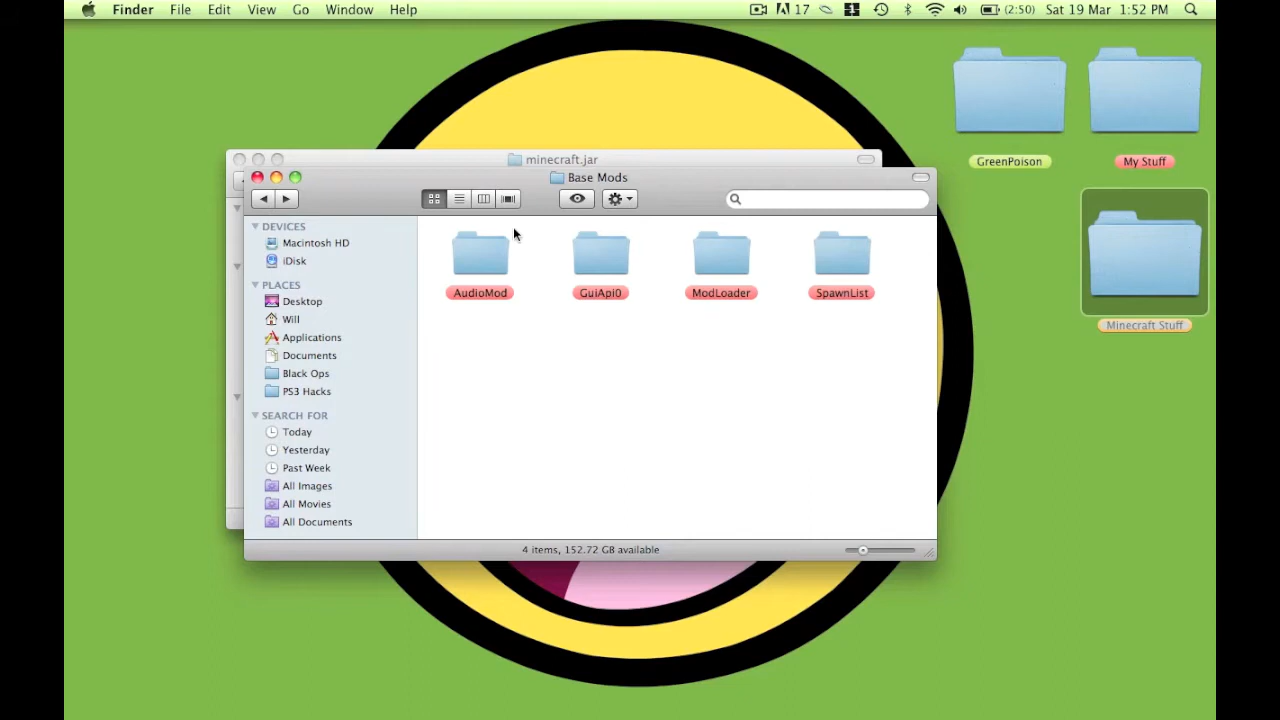 Finder File Edit View Go Window Help
17 (2:50) Sat 19 Mar 1:52 PM
GreenPoison My Stuff
Minecraft Stuff
minecraft.jar
Base Mods
DEVICES
Macintosh HD
iDisk
PLACES
Desktop
Will
Applications
Documents
Black Ops
PS3 Hacks
SEARCH FOR
Today
Yesterday
Past Week
All Images
All Movies
All Documents
AudioMod GuiApi0 ModLoader SpawnList
4 items, 152.72 GB available